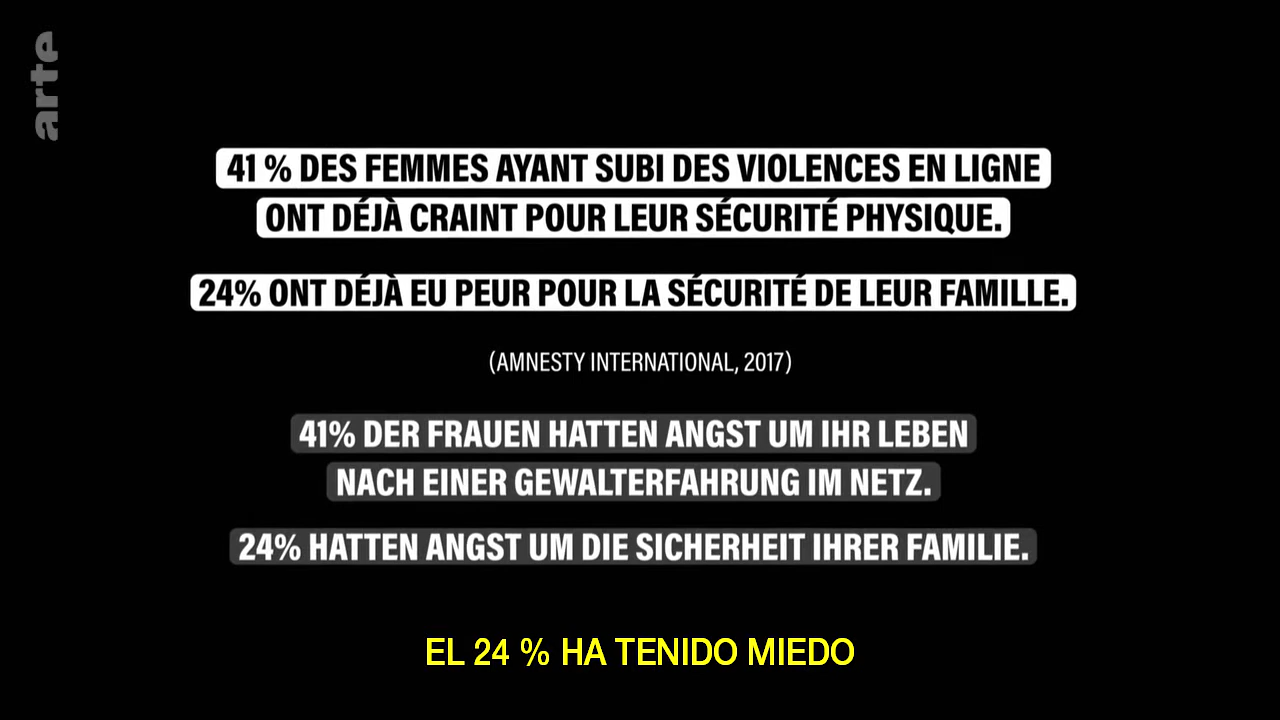 arte
41 % DES FEMMES AYANT SUBI DES VIOLENCES EN LIGNE
ONT DÉJÀ CRAINT POUR LEUR SÉCURITÉ PHYSIQUE.
24% ONT DÉJÀ EU PEUR POUR LA SÉCURITÉ DE LEUR FAMILLE.
(AMNESTY INTERNATIONAL, 2017)
41% DER FRAUEN HATTEN ANGST UM IHR LEBEN
NACH EINER GEWALTERFAHRUNG IM NETZ.
24% HATTEN ANGST UM DIE SICHERHEIT IHRER FAMILIE.
EL 24 % HA TENIDO MIEDO